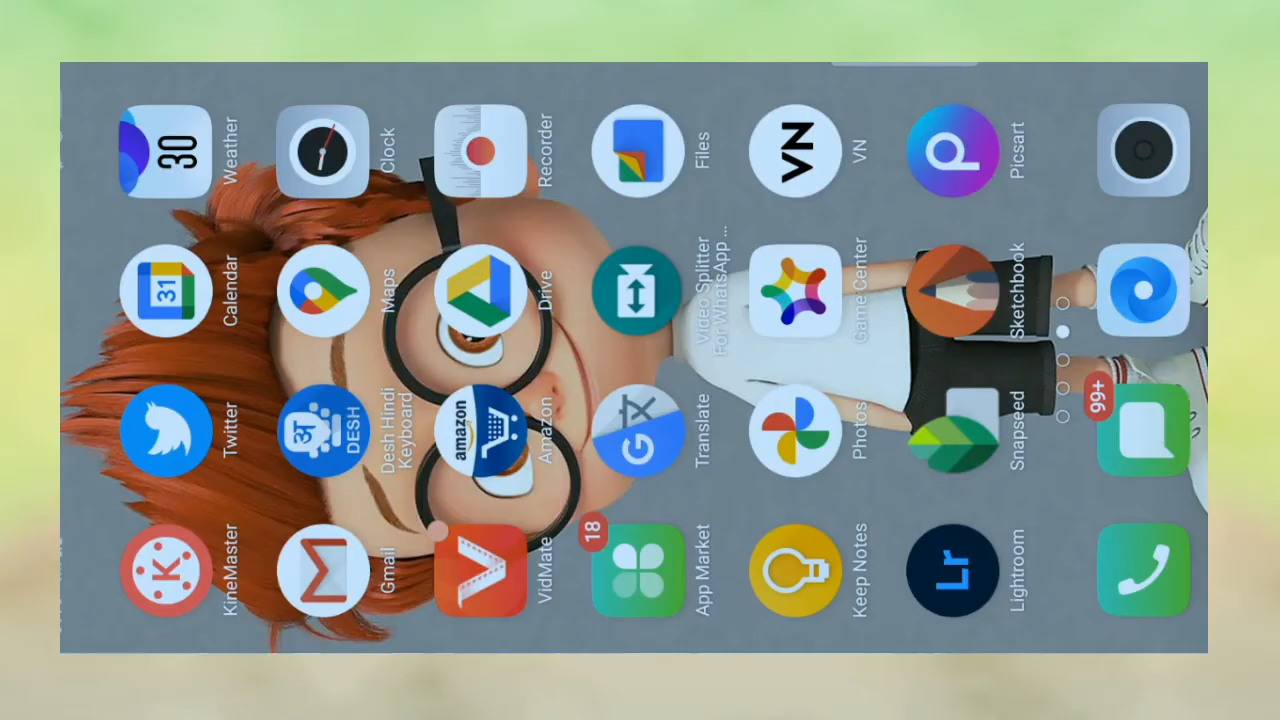 K
31
30
KineMaster
Twitter
Calendar
Weather
अ
DESH
Gmail
Desh Hindi
Keyboard
Maps
Clock
amazon
VidMate
Amazon
Drive
Recorder
18
G
App Market
Translate
Video Splitter
For WhatsApp ...
Files
VN
Keep Notes
Photos
Game Center
VN
Lr
Lightroom
Snapseed
Sketchbook
Picsart
99+